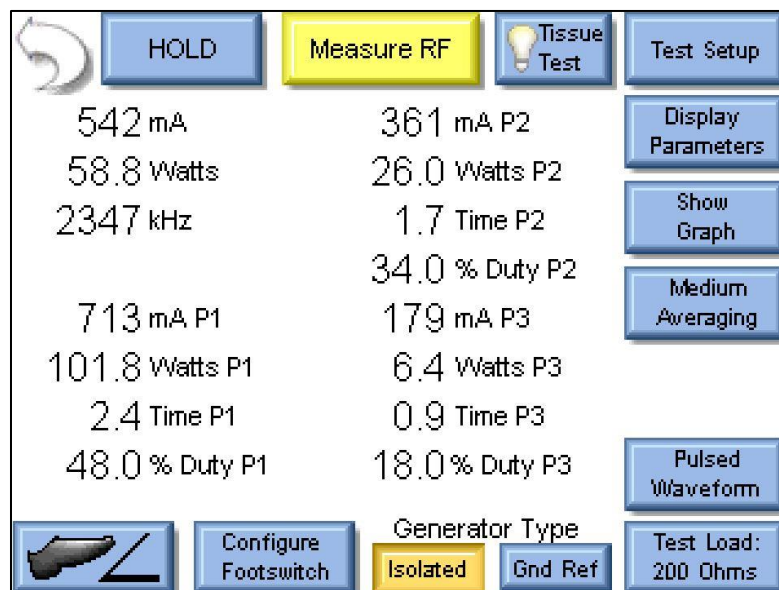 HOLD
Measure RF
Tissue
Test
Test Setup
542 mA
58.8 Watts
2347 kHz
361 mA P2
26.0 Watts P2
1.7 Time P2
34.0 % Duty P2
713 mA P1
101.8 Watts P1
2.4 Time P1
48.0 % Duty P1
179 mA P3
6.4 Watts P3
0.9 Time P3
18.0 % Duty P3
Display
Parameters
Show
Graph
Medium
Averaging
Pulsed
Waveform
Configure
Footswitch
Generator Type
Isolated
Gnd Ref
Test Load:
200 Ohms